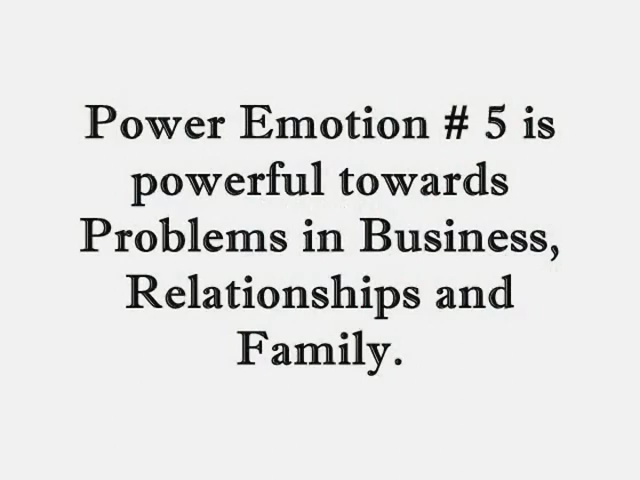 Power Emotion # 5 is
powerful towards
Problems in Business,
Relationships and
Family.